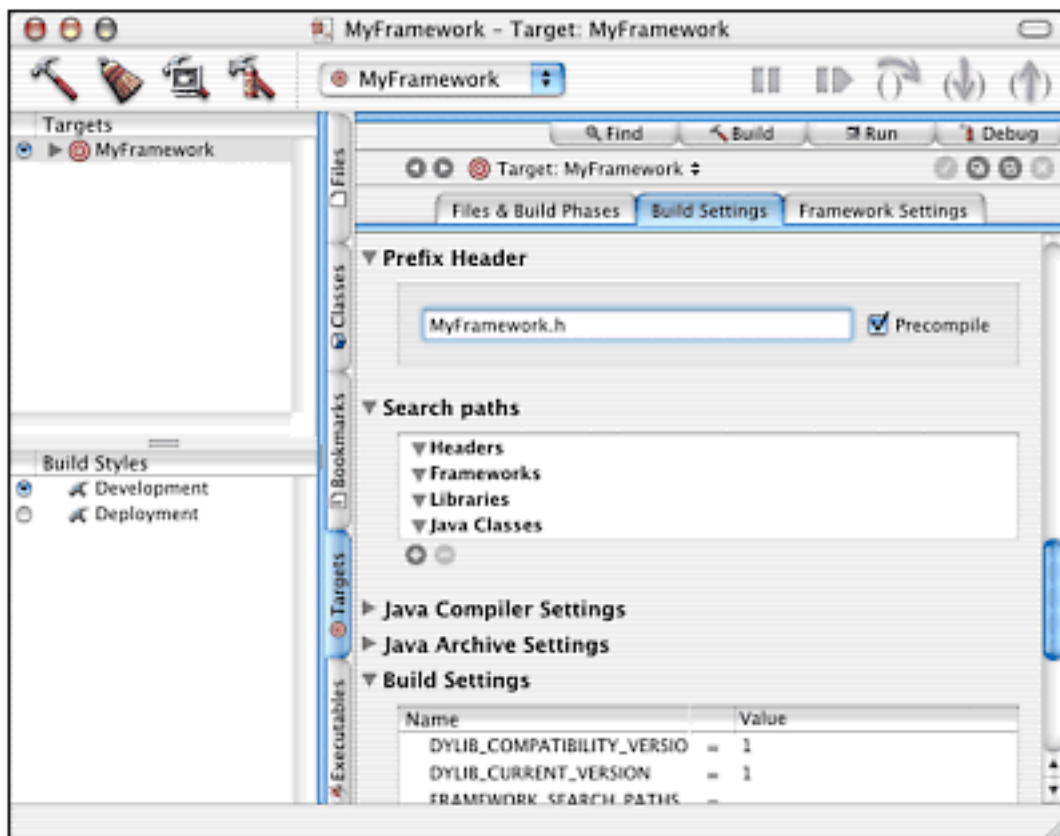 MyFramework - Target: MyFramework
MyFramework
Targets
MyFramework
Build Styles
Development
Deployment
Files
Classes
Bookmarks
Targets
Executables
Find
Build
Run
Debug
Target: MyFramework
Files & Build Phases
Build Settings
Framework Settings
Prefix Header
MyFramework.h
Precompile
Search paths
Headers
Frameworks
Libraries
Java Classes
Java Compiler Settings
Java Archive Settings
Build Settings
Name Value
DYLIB_COMPATIBILITY_VERSIO = 1
DYLIB_CURRENT_VERSION = 1
FRAMEWORK_SEARCH_PATHS =